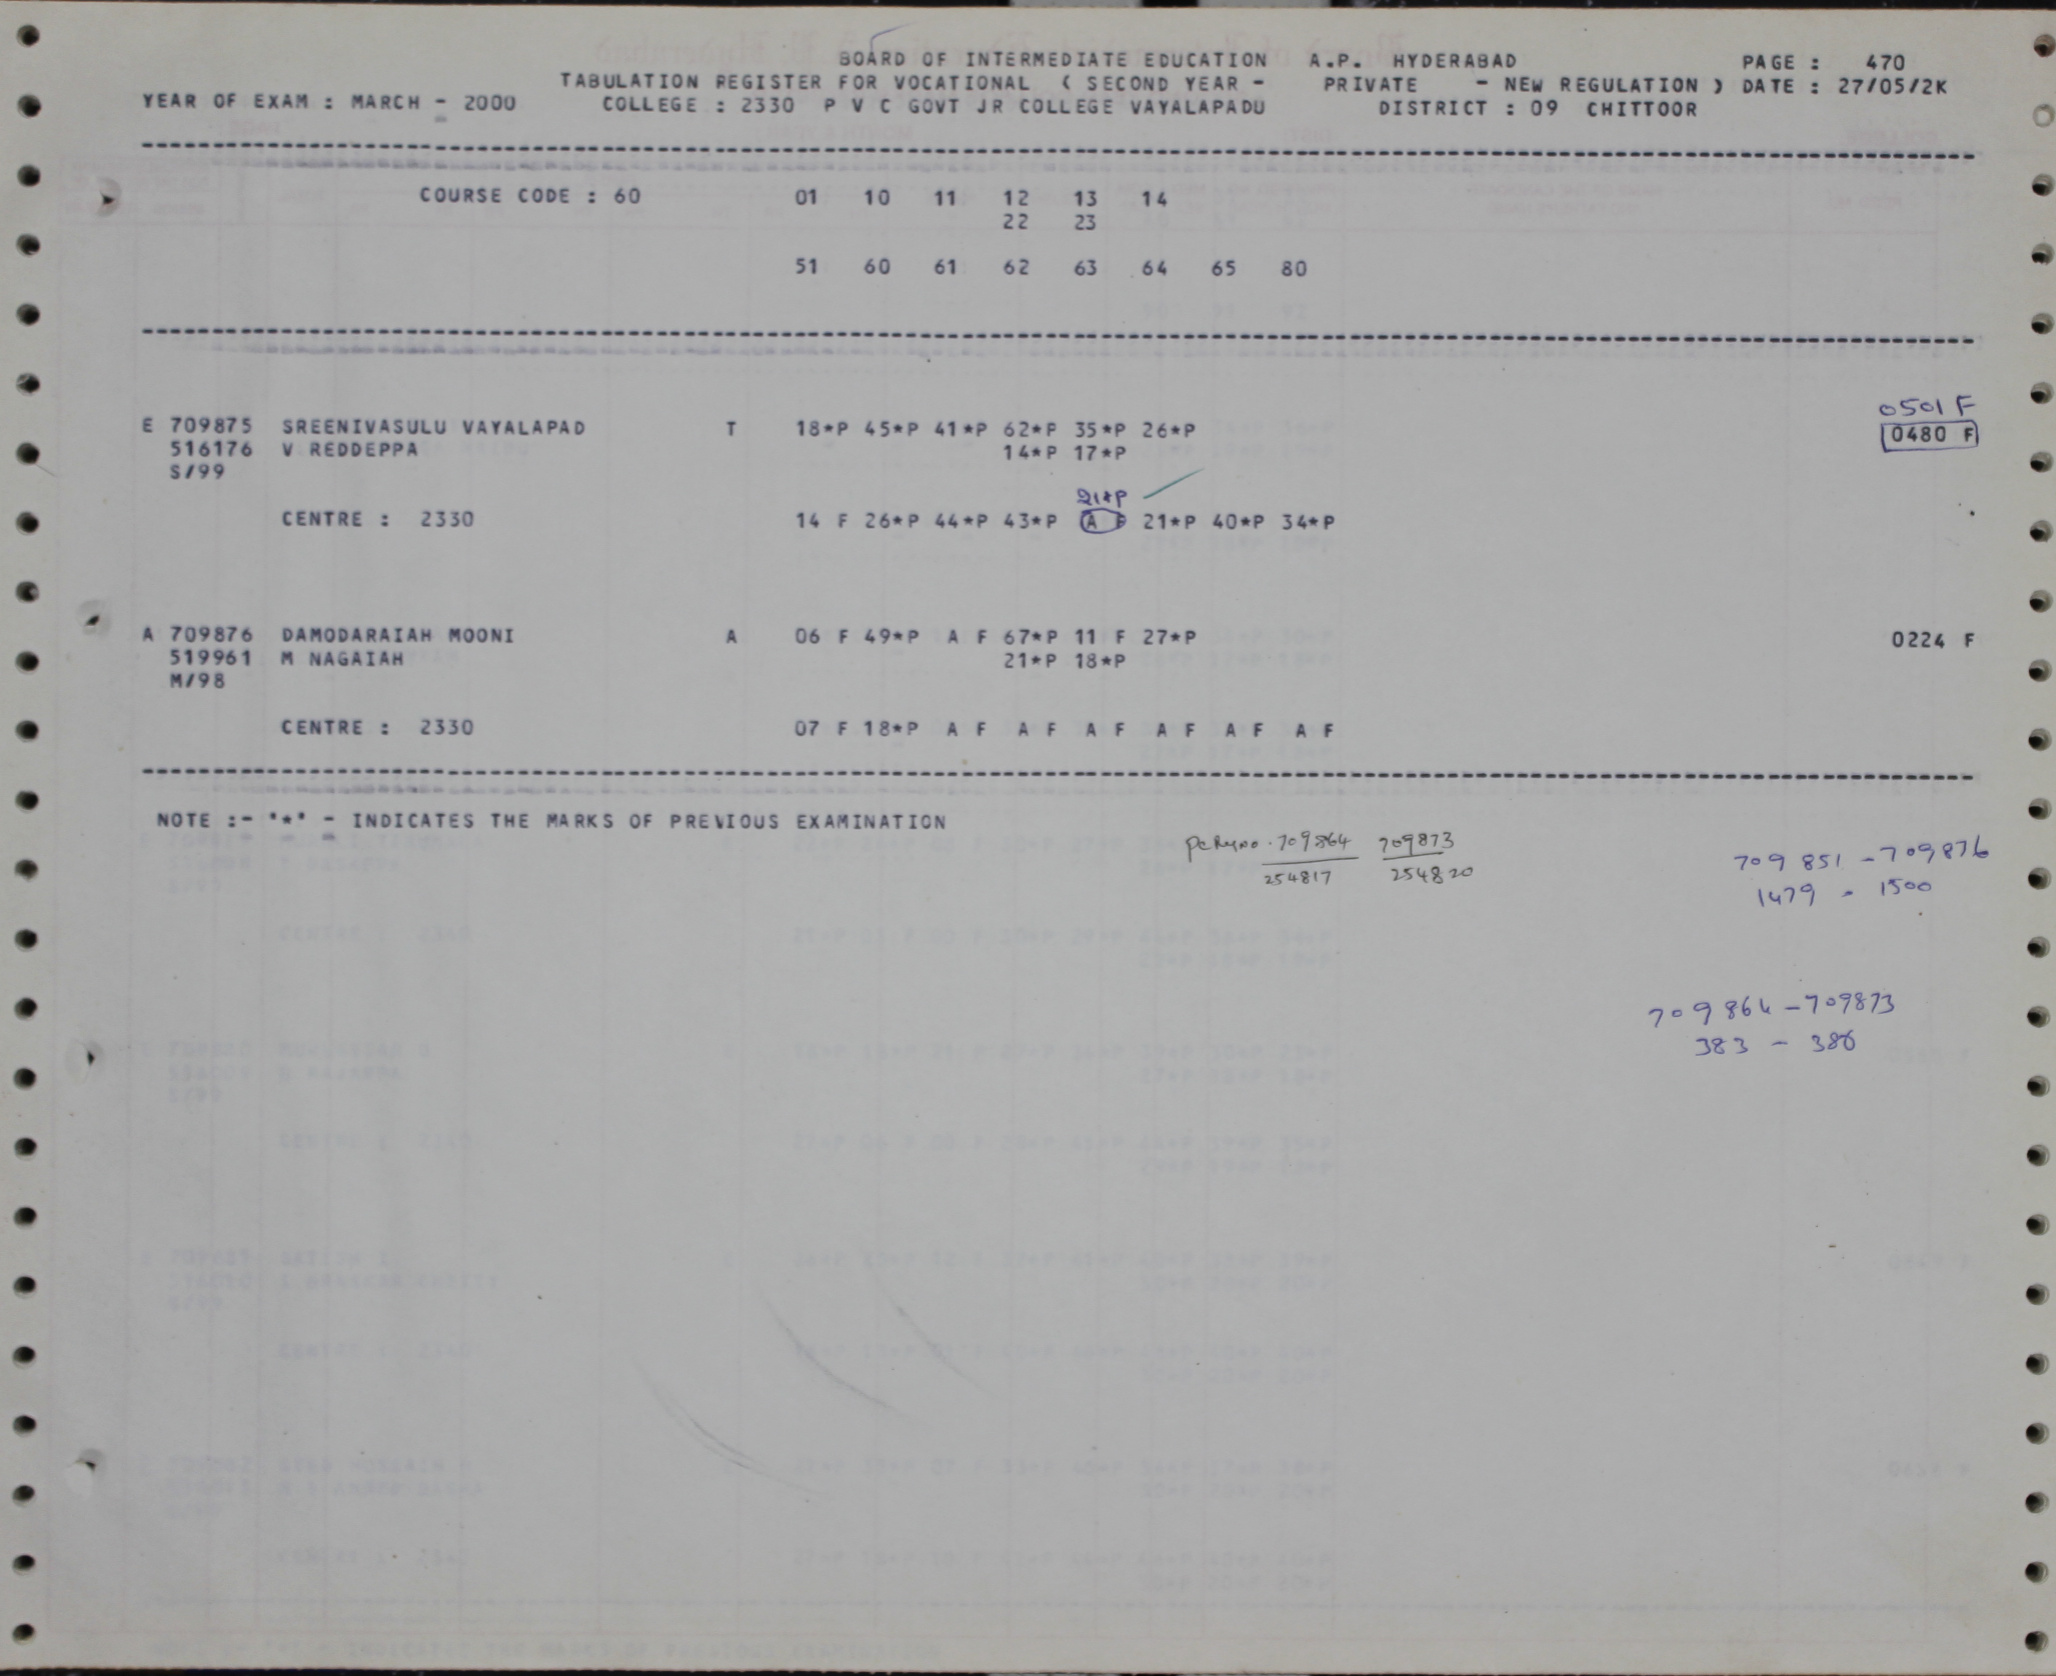 BOARD OF INTERMEDIATE EDUCATION A.P. HYDERABAD PAGE : 470
TABULATION REGISTER FOR VOCATIONAL ( SECOND YEAR - PRIVATE - NEW REGULATION ) DATE : 27/05/2K
YEAR OF EXAM : MARCH - 2000 COLLEGE : 2330 P V C GOVT JR COLLEGE VAYALAPADU DISTRICT : 09 CHITTOOR
COURSE CODE : 60 01 10 11 12 13 14
22 23
51 60 61 62 63 64 65 80
0501 F
E 709875 SREENIVASULU VAYALAPAD T 18*P 45*P 41*P 62*P 35*P 26*P 0480 F
516176 V REDDEPPA 14*P 17*P
S/99
21*P
CENTRE : 2330 14 F 26*P 44*P 43*P A F 21*P 40*P 34*P
A 709876 DAMODARAIAH MOONI A 06 F 49*P A F 67*P 11 F 27*P 0224 F
519961 M NAGAIAH 21*P 18*P
M/98
CENTRE : 2330 07 F 18*P A F A F A F A F A F A F
NOTE :- "*" - INDICATES THE MARKS OF PREVIOUS EXAMINATION
709864 709873
254817 254820
709851 - 709876
1479 - 1500
709864 - 709873
383 - 386